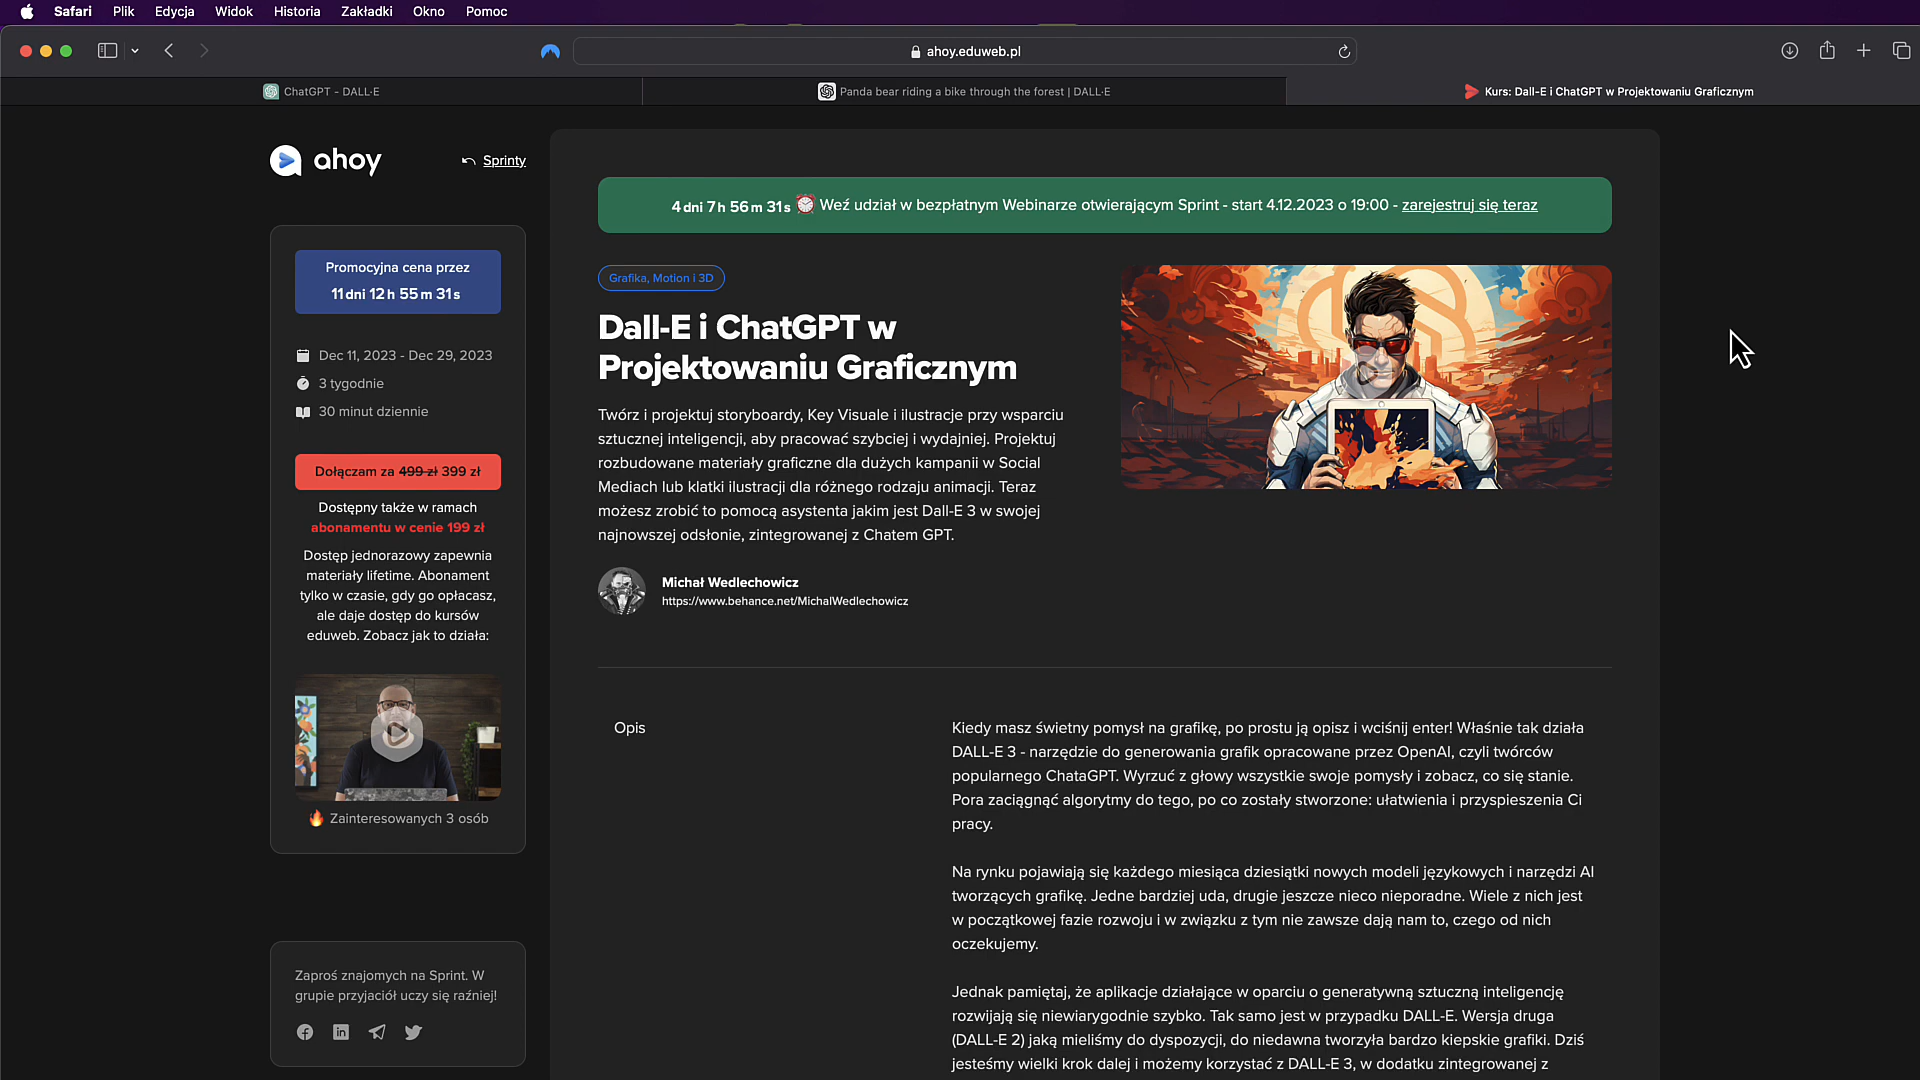 Safari Plik Edycja Widok Historia Zakładki Okno Pomoc
ahoy.eduweb.pl
ChatGPT - DALL·E
Panda bear riding a bike through the forest | DALL·E
Kurs: Dall-E i ChatGPT w Projektowaniu Graficznym
ahoy
Sprinty
Promocyjna cena przez
11 dni 12 h 55 m 31 s
Dec 11, 2023 - Dec 29, 2023
3 tygodnie
30 minut dziennie
Dołączam za 499 zł 399 zł
Dostępny także w ramach
abonamentu w cenie 199 zł
Dostęp jednorazowy zapewnia
materiały lifetime. Abonament
tylko w czasie, gdy go opłacasz,
ale daje dostęp do kursów
eduweb. Zobacz jak to działa:
Zainteresowanych 3 osób
Zaproś znajomych na Sprint. W
grupie przyjaciół uczy się raźniej!
4 dni 7 h 56 m 31 s Weź udział w bezpłatnym Webinarze otwierającym Sprint - start 4.12.2023 o 19:00 - zarejestruj się teraz
Grafika, Motion i 3D
Dall-E i ChatGPT w
Projektowaniu Graficznym
Twórz i projektuj storyboardy, Key Visuale i ilustracje przy wsparciu
sztucznej inteligencji, aby pracować szybciej i wydajniej. Projektuj
rozbudowane materiały graficzne dla dużych kampanii w Social
Mediach lub klatki ilustracji dla różnego rodzaju animacji. Teraz
możesz zrobić to pomocą asystenta jakim jest Dall-E 3 w swojej
najnowszej odsłonie, zintegrowanej z Chatem GPT.
Michał Wedlechowicz
https://www.behance.net/MichalWedlechowicz
Opis
Kiedy masz świetny pomysł na grafikę, po prostu ją opisz i wciśnij enter! Właśnie tak działa
DALL-E 3 - narzędzie do generowania grafik opracowane przez OpenAI, czyli twórców
popularnego ChataGPT. Wyrzuć z głowy wszystkie swoje pomysły i zobacz, co się stanie.
Pora zaciągnąć algorytmy do tego, po co zostały stworzone: ułatwienia i przyspieszenia Ci
pracy.
Na rynku pojawiają się każdego miesiąca dziesiątki nowych modeli językowych i narzędzi AI
tworzących grafikę. Jedne bardziej uda, drugie jeszcze nieco nieporadne. Wiele z nich jest
w początkowej fazie rozwoju i w związku z tym nie zawsze dają nam to, czego od nich
oczekujemy.
Jednak pamiętaj, że aplikacje działające w oparciu o generatywną sztuczną inteligencję
rozwijają się niewiarygodnie szybko. Tak samo jest w przypadku DALL-E. Wersja druga
(DALL-E 2) jaką mieliśmy do dyspozycji, do niedawna tworzyła bardzo kiepskie grafiki. Dziś
jesteśmy wielki krok dalej i możemy korzystać z DALL-E 3, w dodatku zintegrowanej z